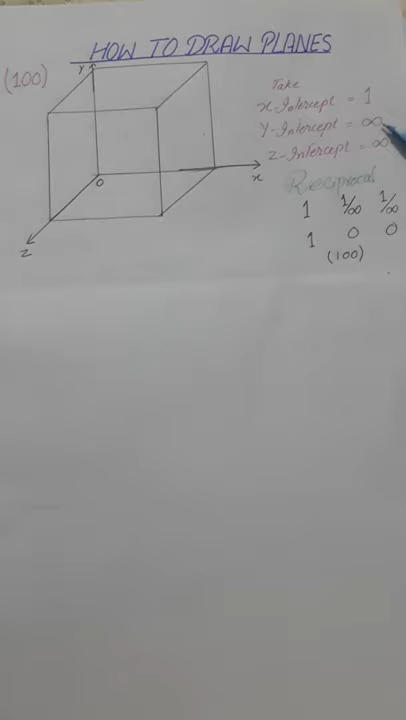 HOW TO DRAW PLANES
(100)
Y
Take
x-Intercept = 1
Y-Intercept = ∞
Z-Intercept = ∞
O
x
Z
Reciprocal
1 1/∞ 1/∞
1 0 0
(100)